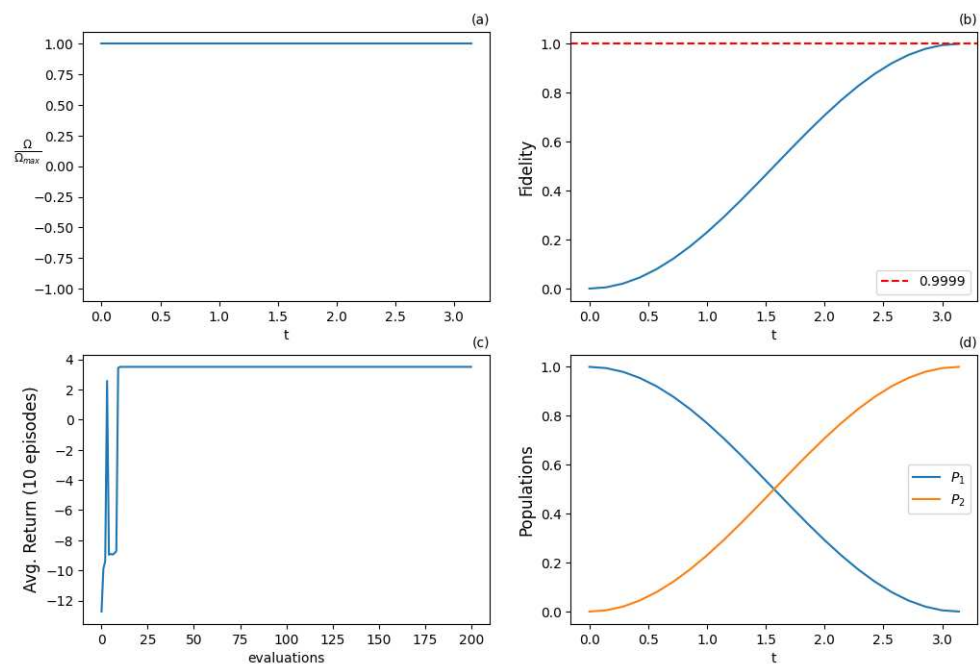 (a)
1.00
0.75
0.50
0.25
0.00
-0.25
-0.50
-0.75
-1.00
Ω
Ωmax
0.0 0.5 1.0 1.5 2.0 2.5 3.0
t
(b)
1.0
0.8
0.6
0.4
0.2
0.0
Fidelity
0.9999
0.0 0.5 1.0 1.5 2.0 2.5 3.0
t
(c)
4
2
0
−2
−4
−6
−8
−10
−12
Avg. Return (10 episodes)
0 25 50 75 100 125 150 175 200
evaluations
(d)
1.0
0.8
0.6
0.4
0.2
0.0
Populations
P1
P2
0.0 0.5 1.0 1.5 2.0 2.5 3.0
t